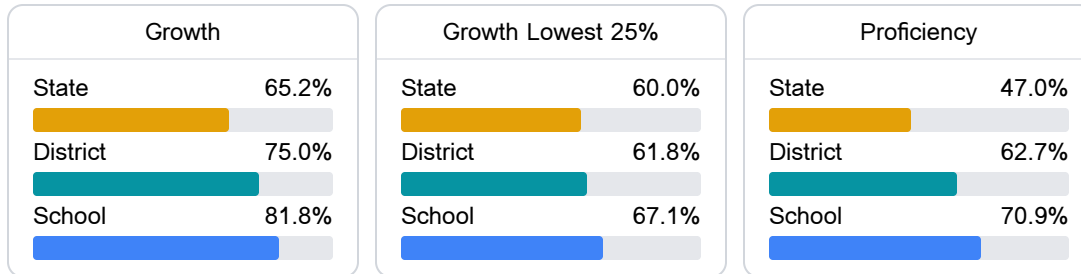 Growth
State 65.2%
District 75.0%
School 81.8%
Growth Lowest 25%
State 60.0%
District 61.8%
School 67.1%
Proficiency
State 47.0%
District 62.7%
School 70.9%